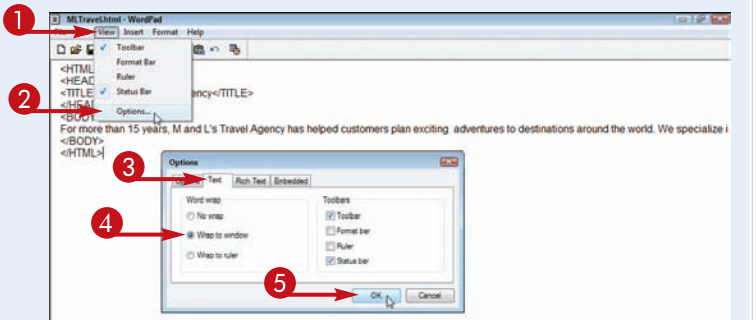 MLTravel.html - WordPad
1
View Insert Format Help
Toolbar
Format Bar
Ruler
Status Bar
2
Options...
<HTML
<HEAD
<TITLE ency</TITLE>
</HEAD
<BODY>
For more than 15 years, M and L's Travel Agency has helped customers plan exciting adventures to destinations around the world. We specialize i
</BODY>
</HTML>
Options
3
Text Rich Text Embedded
Word wrap Toolbars
No wrap Toolbar
4
Wrap to window Format bar
Ruler
Wrap to ruler Status bar
5
OK Cancel